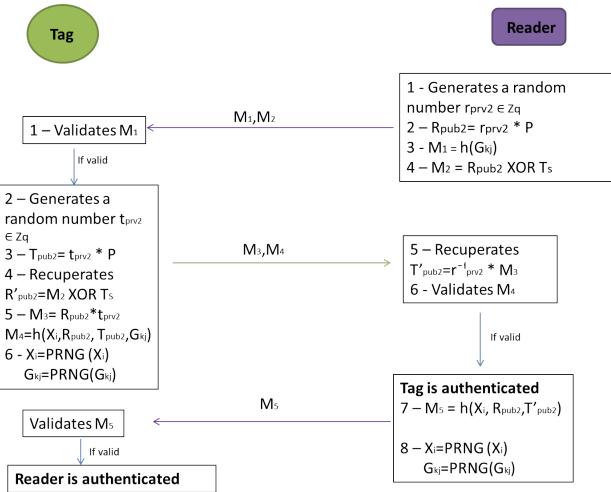 Tag
Reader
1 - Generates a random
number rprv2 ∈ Zq
2 – Rpub2= rprv2 * P
3 - M1 = h(Gkj)
4 – M2 = Rpub2 XOR Ts
M1,M2
1 – Validates M1
If valid
2 – Generates a
random number tprv2
∈ Zq
3 – Tpub2= tprv2 * P
4 – Recuperates
R'pub2=M2 XOR Ts
5 – M3= Rpub2*tprv2
M4=h(Xi,Rpub2, Tpub2,Gkj)
6 - Xi=PRNG (Xi)
Gkj=PRNG(Gkj)
M3,M4
5 – Recuperates
T'pub2=r⁻¹prv2 * M3
6 - Validates M4
If valid
Tag is authenticated
7 – M5 = h(Xi, Rpub2,T'pub2)
8 – Xi=PRNG (Xi)
Gkj=PRNG(Gkj)
M5
Validates M5
If valid
Reader is authenticated